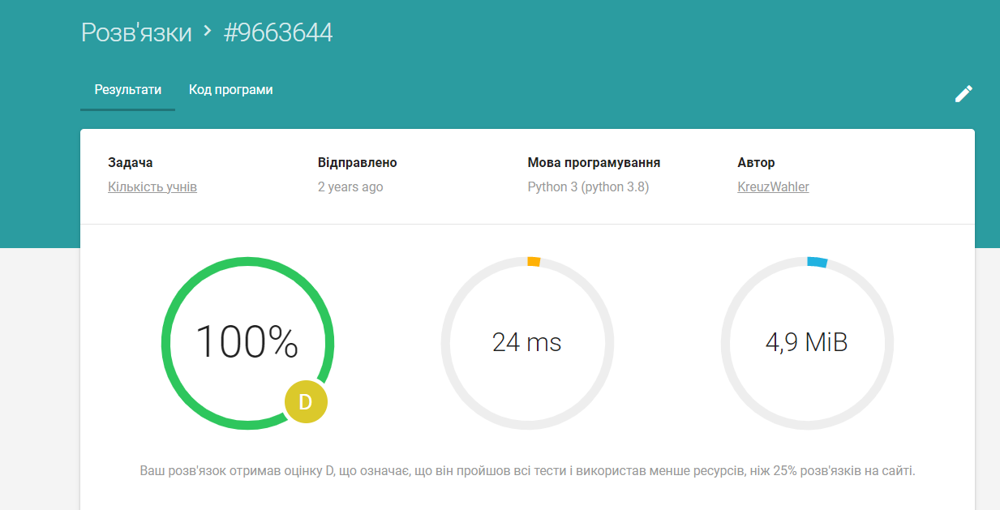 Розв'язки > #9663644
Результати Код програми
Задача Відправлено Мова програмування Автор
Кількість учнів 2 years ago Python 3 (python 3.8) KreuzWahler
100% 24 ms 4,9 MiB
D
Ваш розв'язок отримав оцінку D, що означає, що він пройшов всі тести і використав менше ресурсів, ніж 25% розв'язків на сайті.